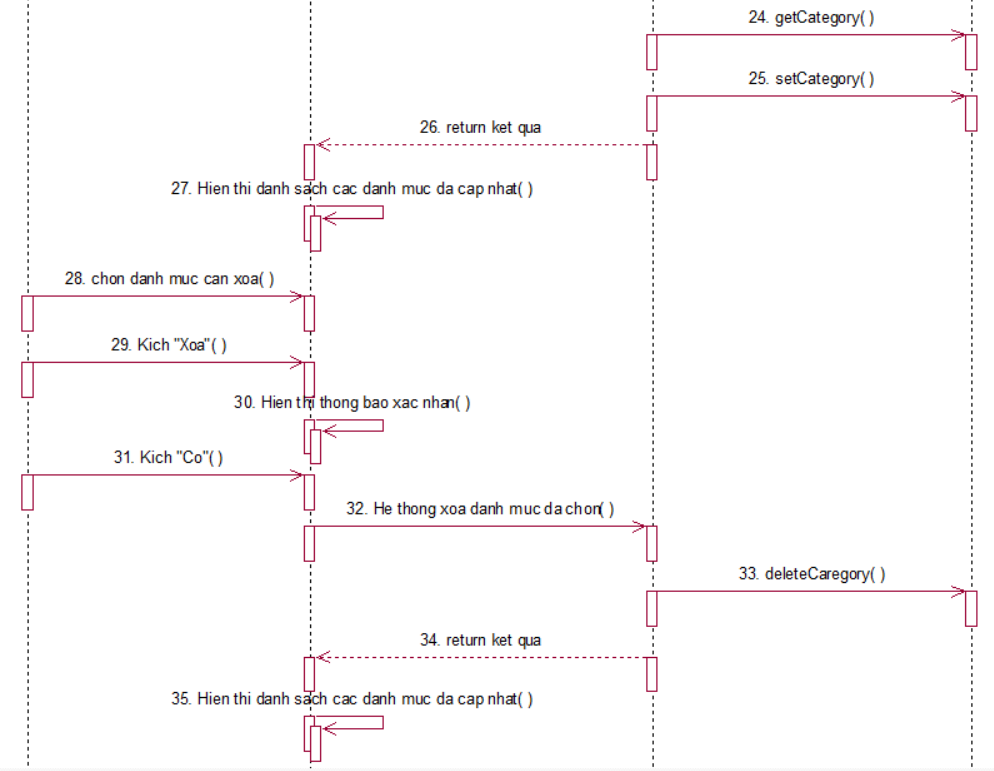 24. getCategory( )
25. setCategory( )
26. return ket qua
27. Hien thi danh sach cac danh muc da cap nhat( )
28. chon danh muc can xoa( )
29. Kich "Xoa"( )
30. Hien thi thong bao xac nhan( )
31. Kich "Co"( )
32. He thong xoa danh muc da chon( )
33. deleteCaregory( )
34. return ket qua
35. Hien thi danh sach cac danh muc da cap nhat( )